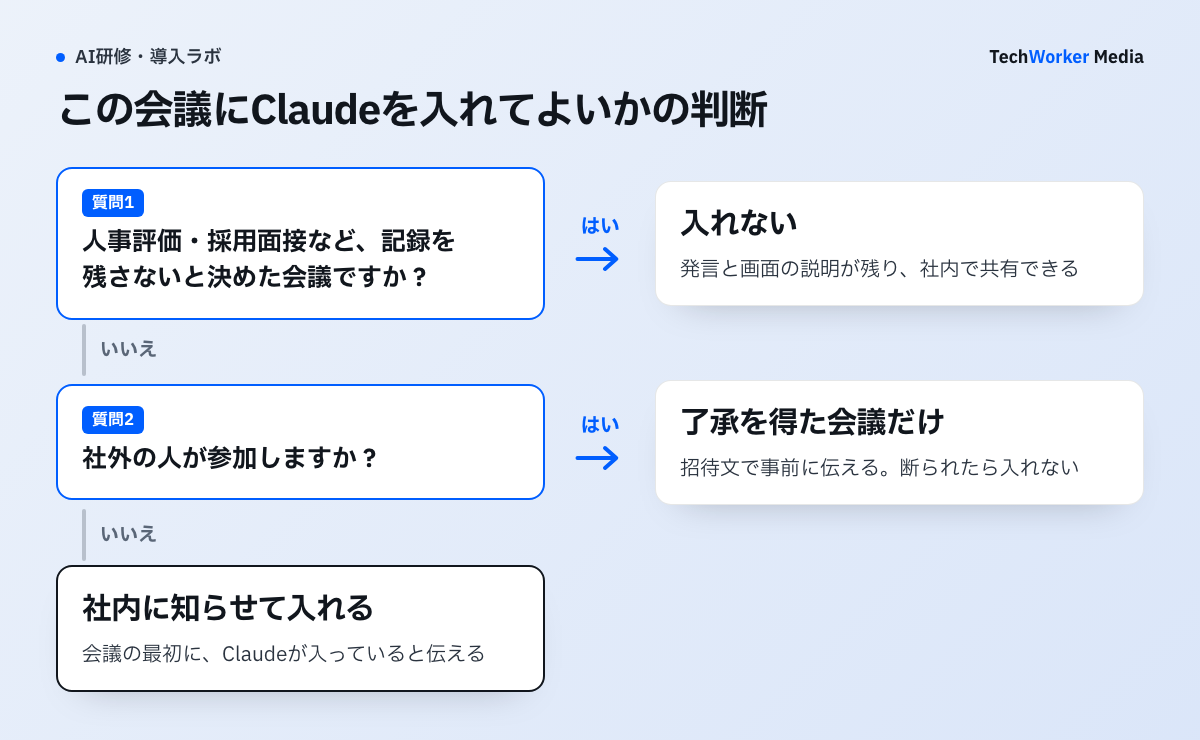 AI研修・導入ラボ
TechWorker Media
この会議にClaudeを入れてよいかの判断
質問1
人事評価・採用面接など、記録を
残さないと決めた会議ですか？
はい
入れない
発言と画面の説明が残り、社内で共有できる
いいえ
質問2
社外の人が参加しますか？
はい
了承を得た会議だけ
招待文で事前に伝える。断られたら入れない
いいえ
社内に知らせて入れる
会議の最初に、Claudeが入っていると伝える